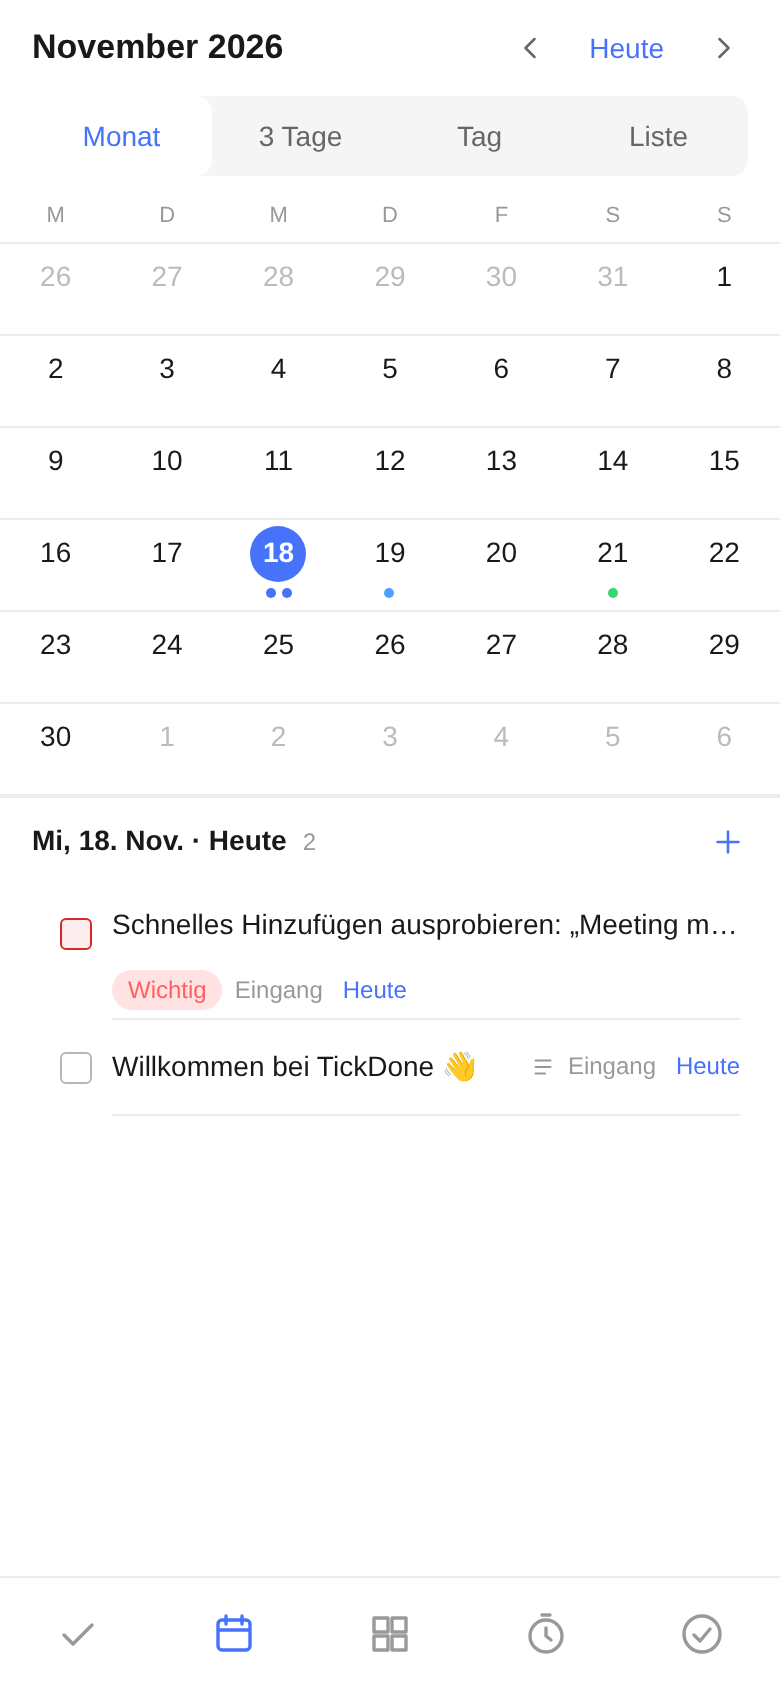 November 2026 Heute
Monat 3 Tage Tag Liste
M D M D F S S
26 27 28 29 30 31 1
2 3 4 5 6 7 8
9 10 11 12 13 14 15
16 17 18 19 20 21 22
23 24 25 26 27 28 29
30 1 2 3 4 5 6
Mi, 18. Nov. · Heute 2
Schnelles Hinzufügen ausprobieren: „Meeting m…
Wichtig Eingang Heute
Willkommen bei TickDone 👋 Eingang Heute